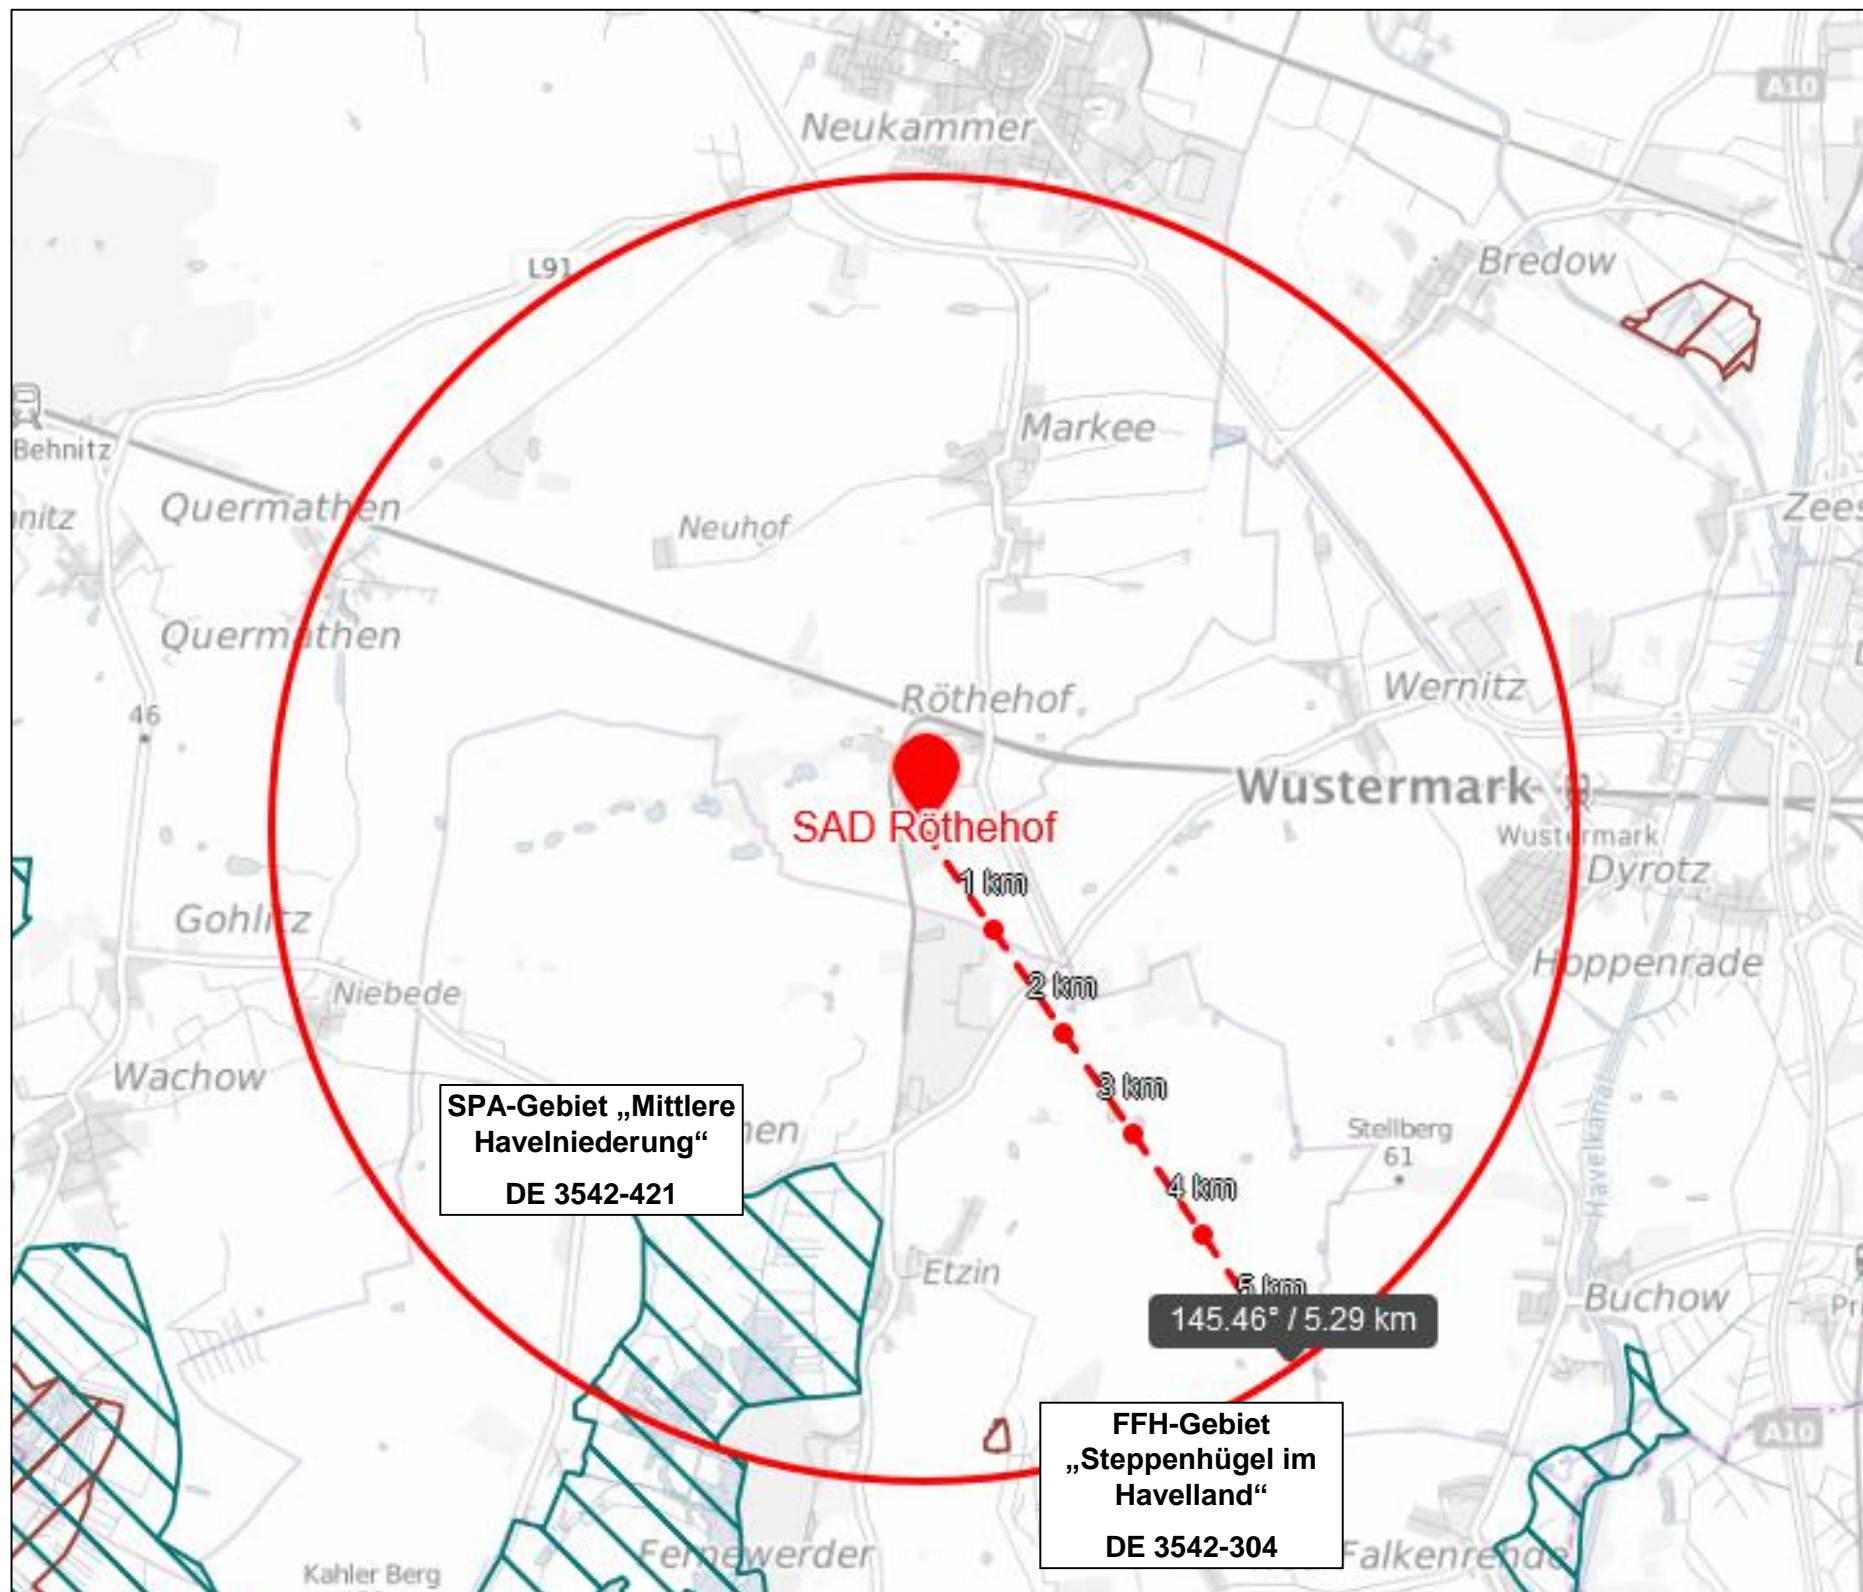 Neukammer
A10
Bredow
L91
Markee
Behnitz
nitz
Quermathen
Neuhof
Zees
Quermathen
Röthehof
Wernitz
46
Wustermark
SAD Röthehof
Wustermark
Dyrotz
1 km
Gohlitz
Hoppenrade
Niebede
2 km
Wachow
3 km
SPA-Gebiet „Mittlere
Havelniederung“
DE 3542-421
nen
Stellberg
61
Havelkanal
4 km
Etzin
5 km
145.46° / 5.29 km
Buchow
Pri
FFH-Gebiet
„Steppenhügel im
Havelland“
DE 3542-304
A10
Fernewerder
Falkenrende
Kahler Berg